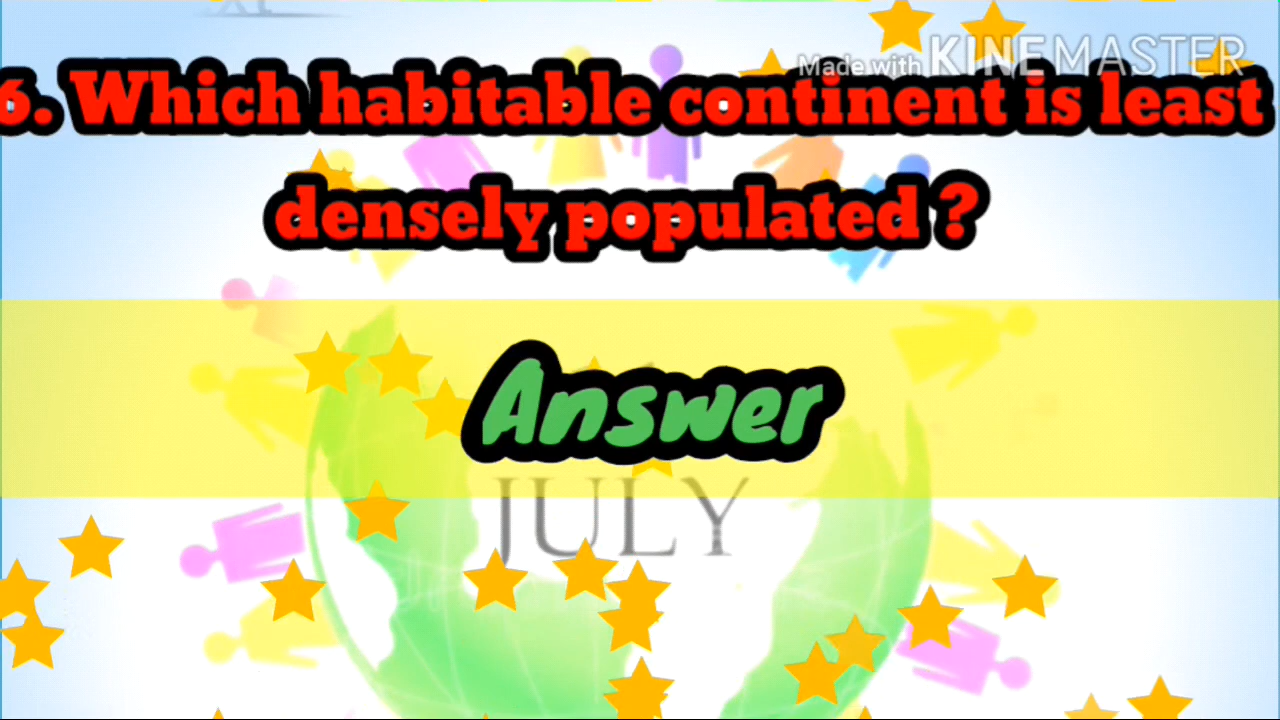 Made with KINEMASTER
6. Which habitable continent is least
densely populated ?
Answer
JULY